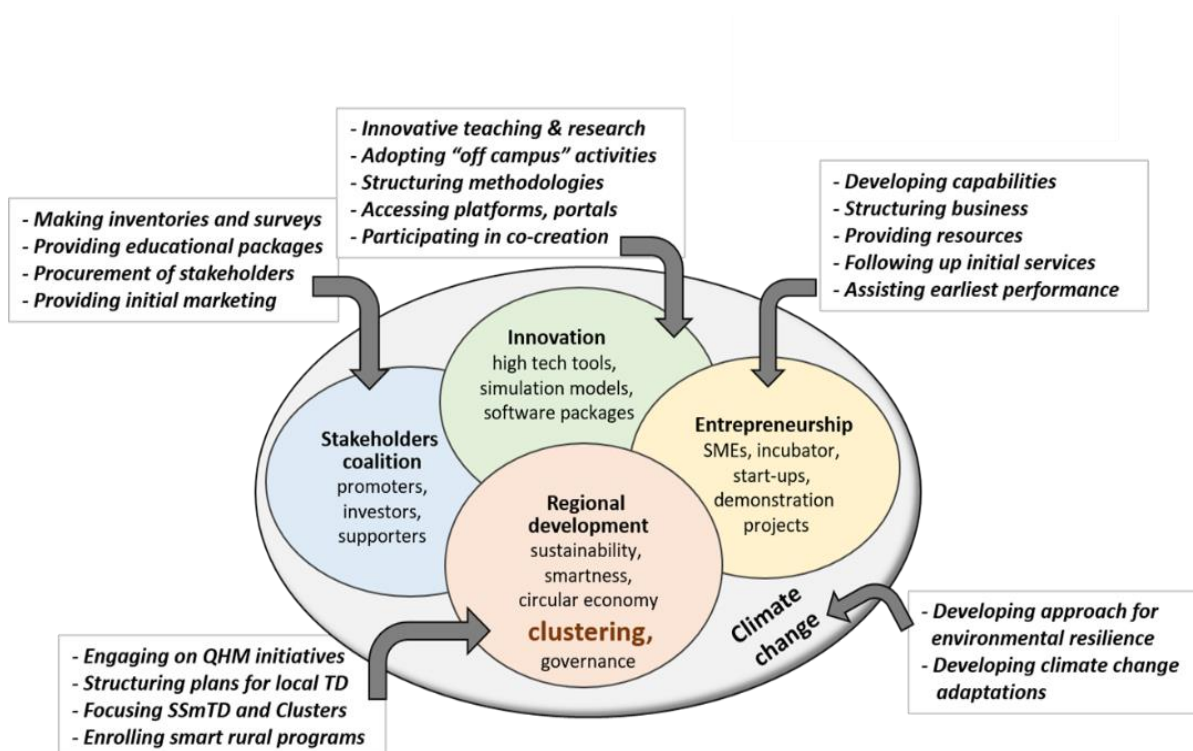 - Innovative teaching & research
- Adopting “off campus” activities
- Structuring methodologies
- Accessing platforms, portals
- Participating in co-creation
- Developing capabilities
- Structuring business
- Providing resources
- Following up initial services
- Assisting earliest performance
- Making inventories and surveys
- Providing educational packages
- Procurement of stakeholders
- Providing initial marketing
Innovation
high tech tools,
simulation models,
software packages
Stakeholders
coalition
promoters,
investors,
supporters
Entrepreneurship
SMEs, incubator,
start-ups,
demonstration
projects
Regional
development
sustainability,
smartness,
circular economy
clustering,
governance
Climate
change
- Developing approach for
environmental resilience
- Developing climate change
adaptations
- Engaging on QHM initiatives
- Structuring plans for local TD
- Focusing SSmTD and Clusters
- Enrolling smart rural programs